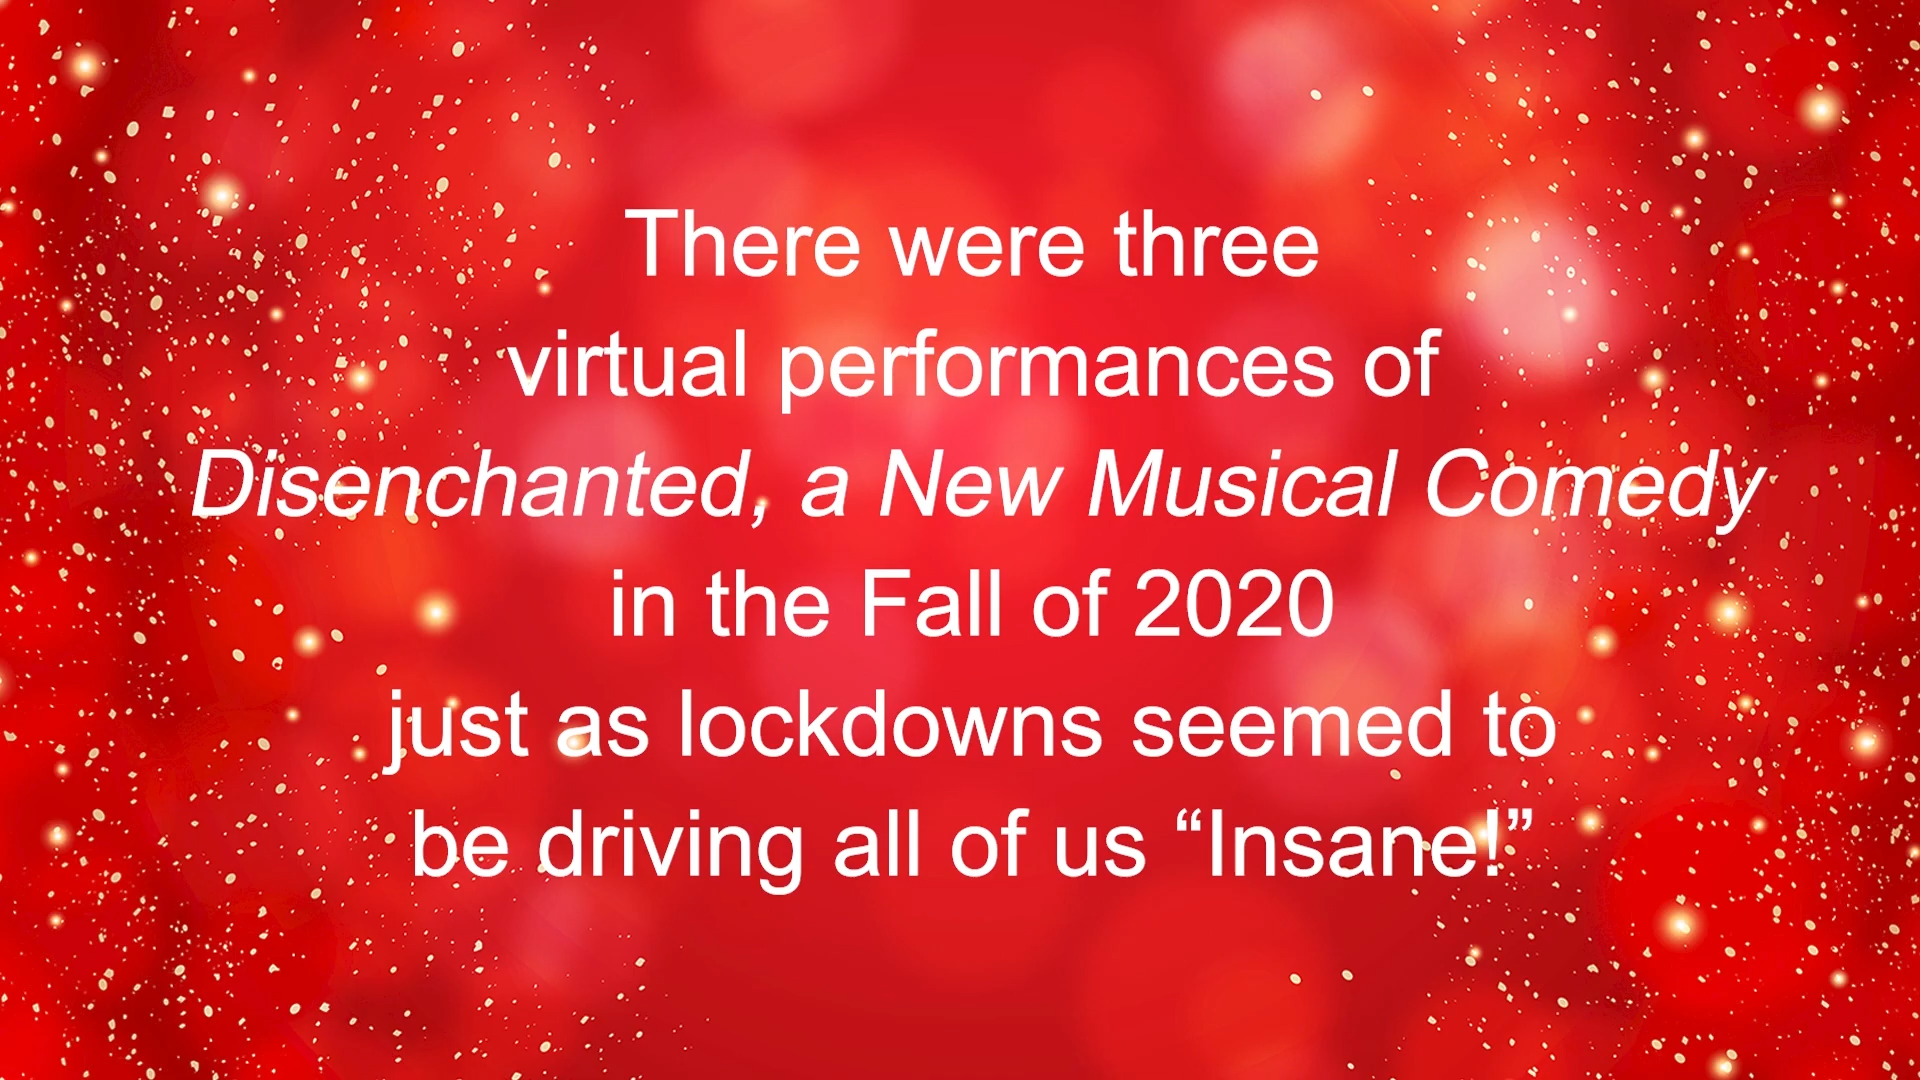 There were three
virtual performances of
Disenchanted, a New Musical Comedy
in the Fall of 2020
just as lockdowns seemed to
be driving all of us “Insane!”